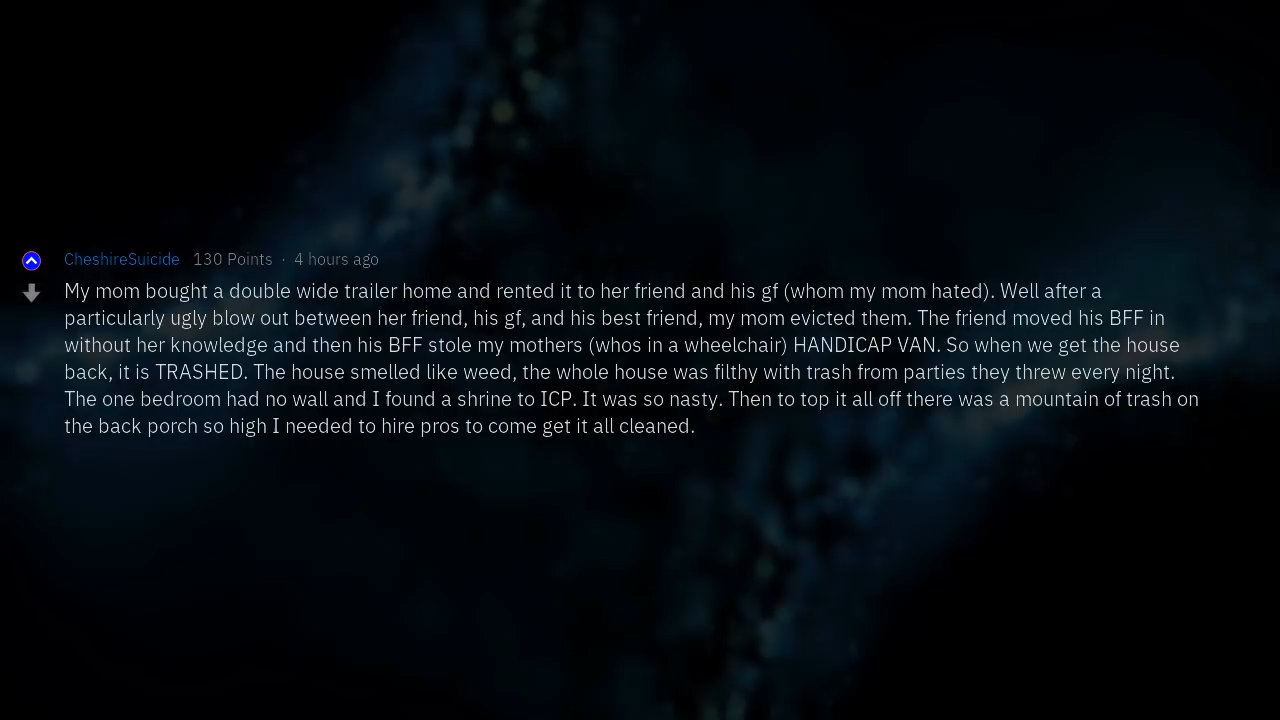 CheshireSuicide 130 Points · 4 hours ago
My mom bought a double wide trailer home and rented it to her friend and his gf (whom my mom hated). Well after a
particularly ugly blow out between her friend, his gf, and his best friend, my mom evicted them. The friend moved his BFF in
without her knowledge and then his BFF stole my mothers (whos in a wheelchair) HANDICAP VAN. So when we get the house
back, it is TRASHED. The house smelled like weed, the whole house was filthy with trash from parties they threw every night.
The one bedroom had no wall and I found a shrine to ICP. It was so nasty. Then to top it all off there was a mountain of trash on
the back porch so high I needed to hire pros to come get it all cleaned.